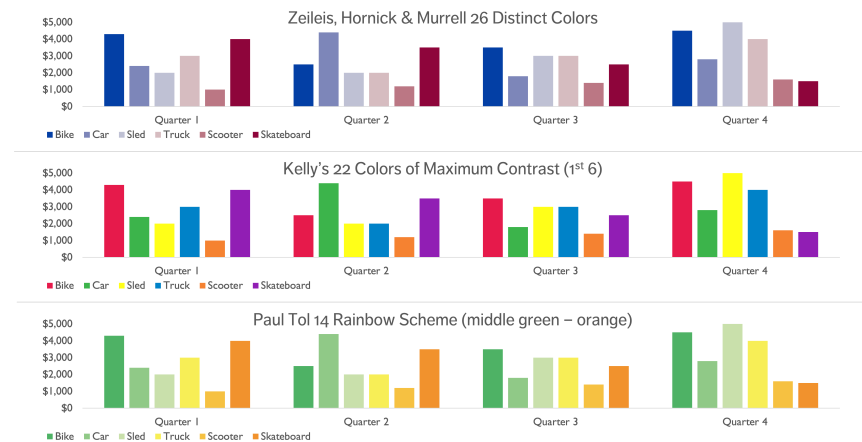 Zeileis, Hornick & Murrell 26 Distinct Colors
$5,000
$4,000
$3,000
$2,000
$1,000
$0
Quarter 1 Quarter 2 Quarter 3 Quarter 4
Bike Car Sled Truck Scooter Skateboard
Kelly's 22 Colors of Maximum Contrast (1st 6)
$5,000
$4,000
$3,000
$2,000
$1,000
$0
Quarter 1 Quarter 2 Quarter 3 Quarter 4
Bike Car Sled Truck Scooter Skateboard
Paul Tol 14 Rainbow Scheme (middle green – orange)
$5,000
$4,000
$3,000
$2,000
$1,000
$0
Quarter 1 Quarter 2 Quarter 3 Quarter 4
Bike Car Sled Truck Scooter Skateboard